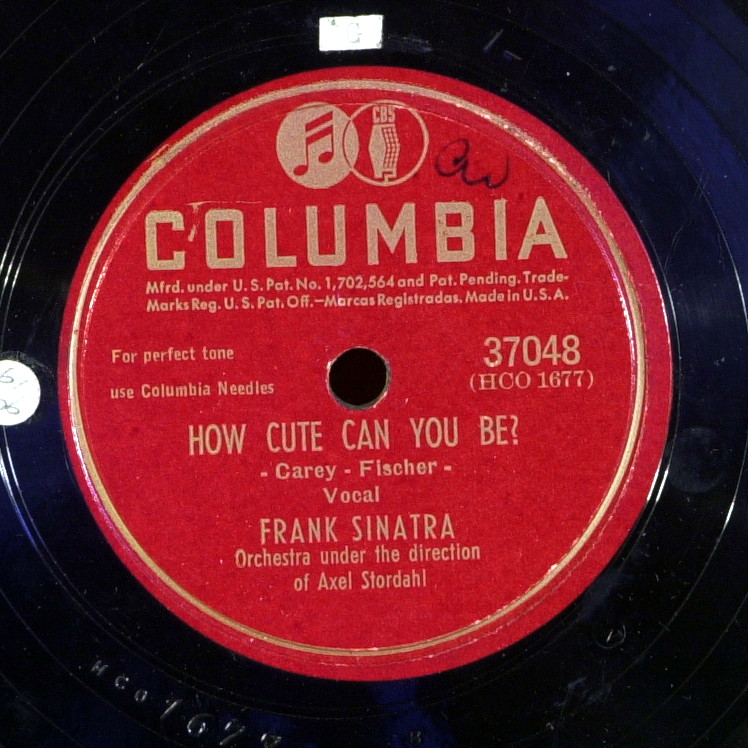 CBS
COLUMBIA
Mfrd. under U.S. Pat. No. 1,702,564 and Pat. Pending. Trade-
Marks Reg. U.S. Pat. Off.—Marcas Registradas. Made in U.S.A.
For perfect tone
use Columbia Needles
37048
(HCO 1677)
HOW CUTE CAN YOU BE?
- Carey - Fischer -
Vocal
FRANK SINATRA
Orchestra under the direction
of Axel Stordahl
HCO167